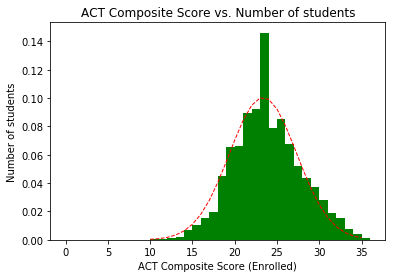 ACT Composite Score vs. Number of students
Number of students
0.14
0.12
0.10
0.08
0.06
0.04
0.02
0.00
0 5 10 15 20 25 30 35
ACT Composite Score (Enrolled)